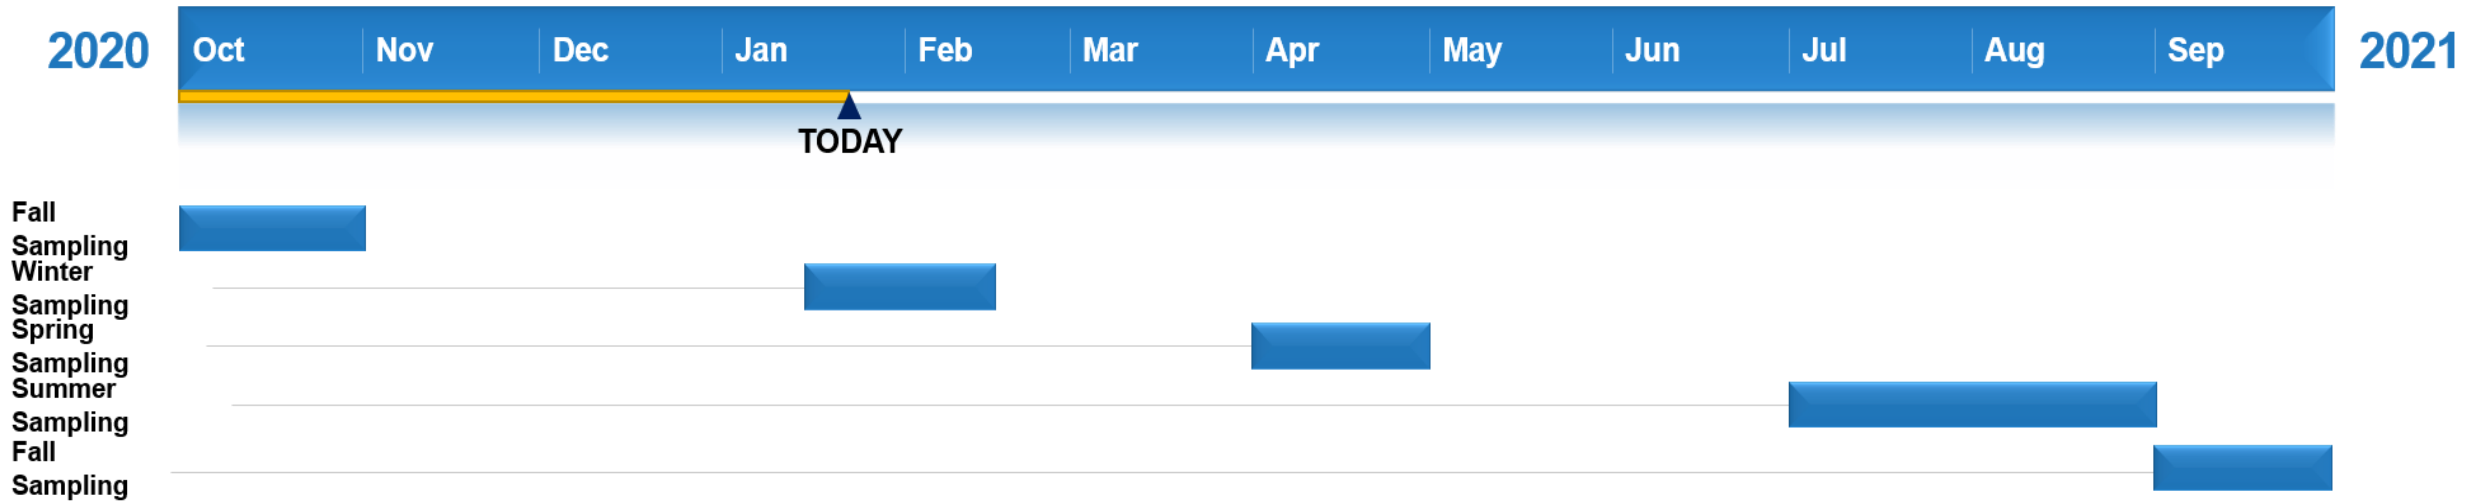 2020 Oct Nov Dec Jan Feb Mar Apr May Jun Jul Aug Sep 2021
TODAY
Fall
Sampling
Winter
Sampling
Spring
Sampling
Summer
Sampling
Fall
Sampling